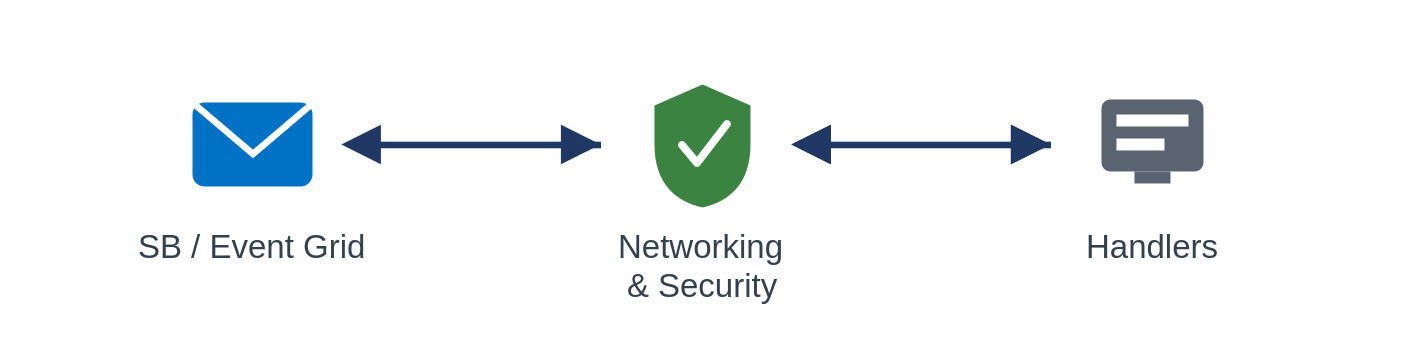 SB / Event Grid
Networking
& Security
Handlers